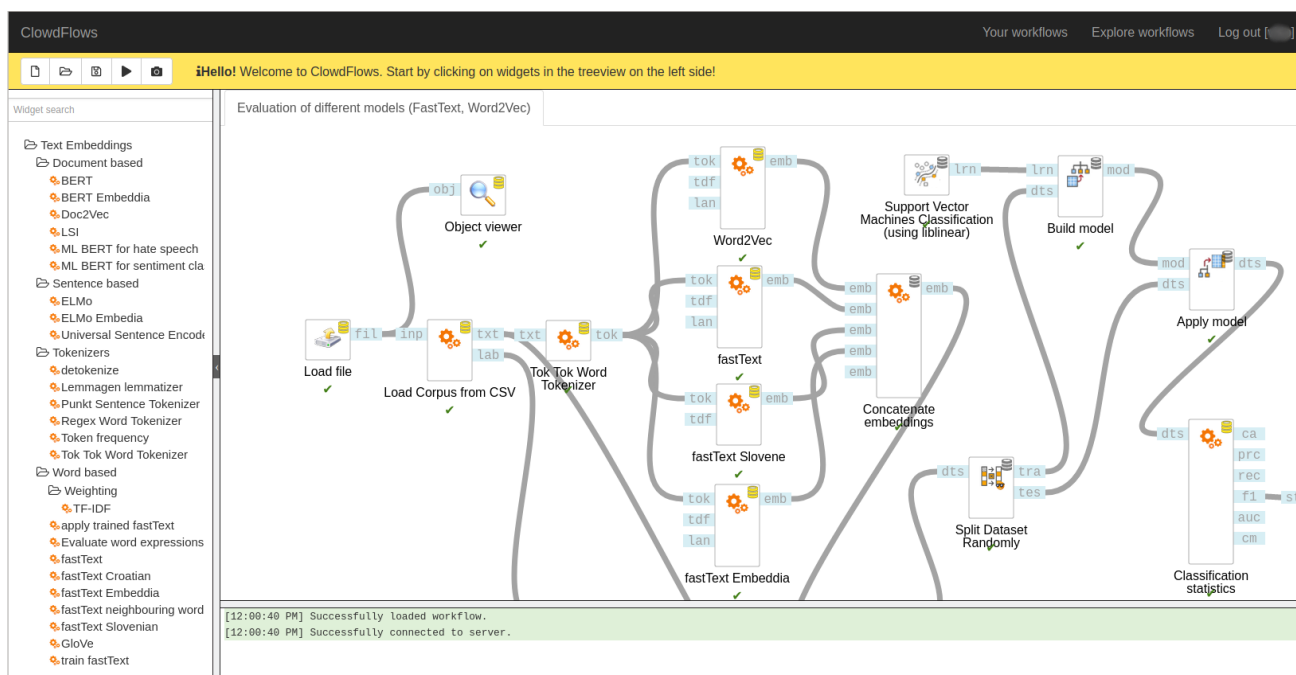 ClowdFlows
Your workflows Explore workflows Log out [
iHello! Welcome to ClowdFlows. Start by clicking on widgets in the treeview on the left side!
Widget search
Text Embeddings
Document based
BERT
BERT Embeddia
Doc2Vec
LSI
ML BERT for hate speech
ML BERT for sentiment cla
Sentence based
ELMo
ELMo Embedia
Universal Sentence Encode
Tokenizers
detokenize
Lemmagen lemmatizer
Punkt Sentence Tokenizer
Regex Word Tokenizer
Token frequency
Tok Tok Word Tokenizer
Word based
Weighting
TF-IDF
apply trained fastText
Evaluate word expressions
fastText
fastText Croatian
fastText Embeddia
fastText neighbouring word
fastText Slovenian
GloVe
train fastText
Evaluation of different models (FastText, Word2Vec)
obj
Object viewer
fil
Load file
inp txt
lab
Load Corpus from CSV
txt tok
Tok Tok Word
Tokenizer
tok emb
tdf
lan
Word2Vec
tok emb
tdf
lan
fastText
tok emb
tdf
fastText Slovene
tok emb
tdf
lan
fastText Embeddia
emb emb
emb
emb
emb
emb
Concatenate
embeddings
lrn
Support Vector
Machines Classification
(using liblinear)
lrn mod
dts
Build model
mod dts
dts
Apply model
dts tra
tes
Split Dataset
Randomly
dts ca
prc
rec
f1 st
auc
cm
Classification
statistics
[12:00:40 PM] Successfully loaded workflow.
[12:00:40 PM] Successfully connected to server.